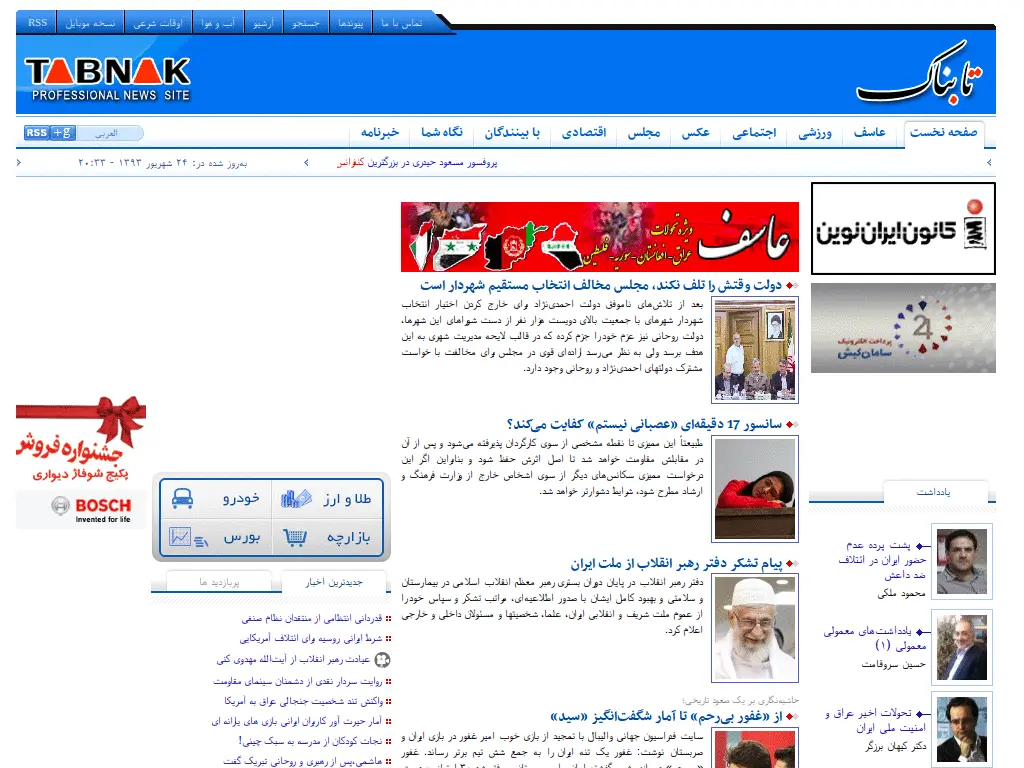 تماس با ما
پیوندها
جستجو
آرشیو
آب و هوا
اوقات شرعی
نسخه موبایل
RSS
تابناک
TABNAK
PROFESSIONAL NEWS SITE
صفحه نخست
عاسف
ورزشی
اجتماعی
عکس
مجلس
اقتصادی
با بینندگان
نگاه شما
خبرنامه
العربی
+g
RSS
پروفسور مسعود حیدری در بزرگترین کنفرانس
به‌روز شده در: ۲۴ شهریور ۱۳۹۳ - ۲۰:۳۳
کانون ایران نوین
24
پرداخت الکترونیک
سامان کیش
یادداشت
پشت پرده عدم
حضور ایران در ائتلاف
ضد داعش
محمود ملکی
یادداشت‌های معمولی
معمولی (۱)
حسین سروقامت
تحولات اخیر عراق و
امنیت ملی ایران
دکتر کیهان برزگر
عاسف
ویژه تحولات
عراق-افغانستان-سوریه-فلسطین
دولت وقتش را تلف نکند، مجلس مخالف انتخاب مستقیم شهردار است
بعد از تلاش‌های ناموفق دولت احمدی‌نژاد برای خارج کردن اختیار انتخاب
شهردار شهرهای با جمعیت بالای دویست هزار نفر از دست شوراهای این شهرها،
دولت روحانی نیز عزم خود را جزم کرده که در قالب لایحه مدیریت شهری به این
هدف برسد ولی به نظر می‌رسد اراده‌ای قوی در مجلس برای مخالفت با خواست
مشترک دولتهای احمدی‌نژاد و روحانی وجود دارد.
سانسور 17 دقیقه‌ای «عصبانی نیستم» کفایت می‌کند؟
طبیعتاً این ممیزی تا نقطه مشخصی از سوی کارگردان پذیرفته می‌شود و پس از آن
در مقابلش مقاومت خواهد شد تا اصل اثرش حفظ شود و بنابراین اگر این
درخواست ممیزی سکانس‌های دیگر از سوی اشخاص خارج از وزارت فرهنگ و
ارشاد مطرح شود، شرایط دشوارتر خواهد شد.
پیام تشکر دفتر رهبر انقلاب از ملت ایران
دفتر رهبر انقلاب در پایان دوران بستری رهبر معظم انقلاب اسلامی در بیمارستان
و سلامتی و بهبود کامل ایشان با صدور اطلاعیه‌ای، مراتب تشکر و سپاس خود را
از عموم ملت شریف و انقلابی ایران، علما، شخصیتها و مسئولان داخلی و خارجی
اعلام کرد.
حاشیه‌نگاری بر یک صعود تاریخی؛
از «غفور بی‌رحم» تا آمار شگفت‌انگیز «سید»
سایت فدراسیون جهانی والیبال با تمجید از بازی خوب امیر غفور در بازی ایران و
صربستان نوشت: غفور یک تنه ایران را به جمع شش تیم برتر رساند. غفور
طلا و ارز
خودرو
بازارچه
بورس
جدیدترین اخبار
پربازدید ها
قدردانی انتظامی از منتقدان نظام صنفی
شرط ایرانی روسیه برای ائتلاف آمریکایی
عیادت رهبر انقلاب از آیت‌الله مهدوی کنی
روایت سردار نقدی از دشمنان سینمای مقاومت
واکنش تند شخصیت جنجالی عراق به آمریکا
آمار حیرت آور کاروان ایرانی بازی های یارانه ای
نجات کودکان از مدرسه به سبک چینی!
هاشمی،پس از رهبری و روحانی تبریک گفت
جشنواره فروش
پکیج شوفاژ دیواری
BOSCH
Invented for life